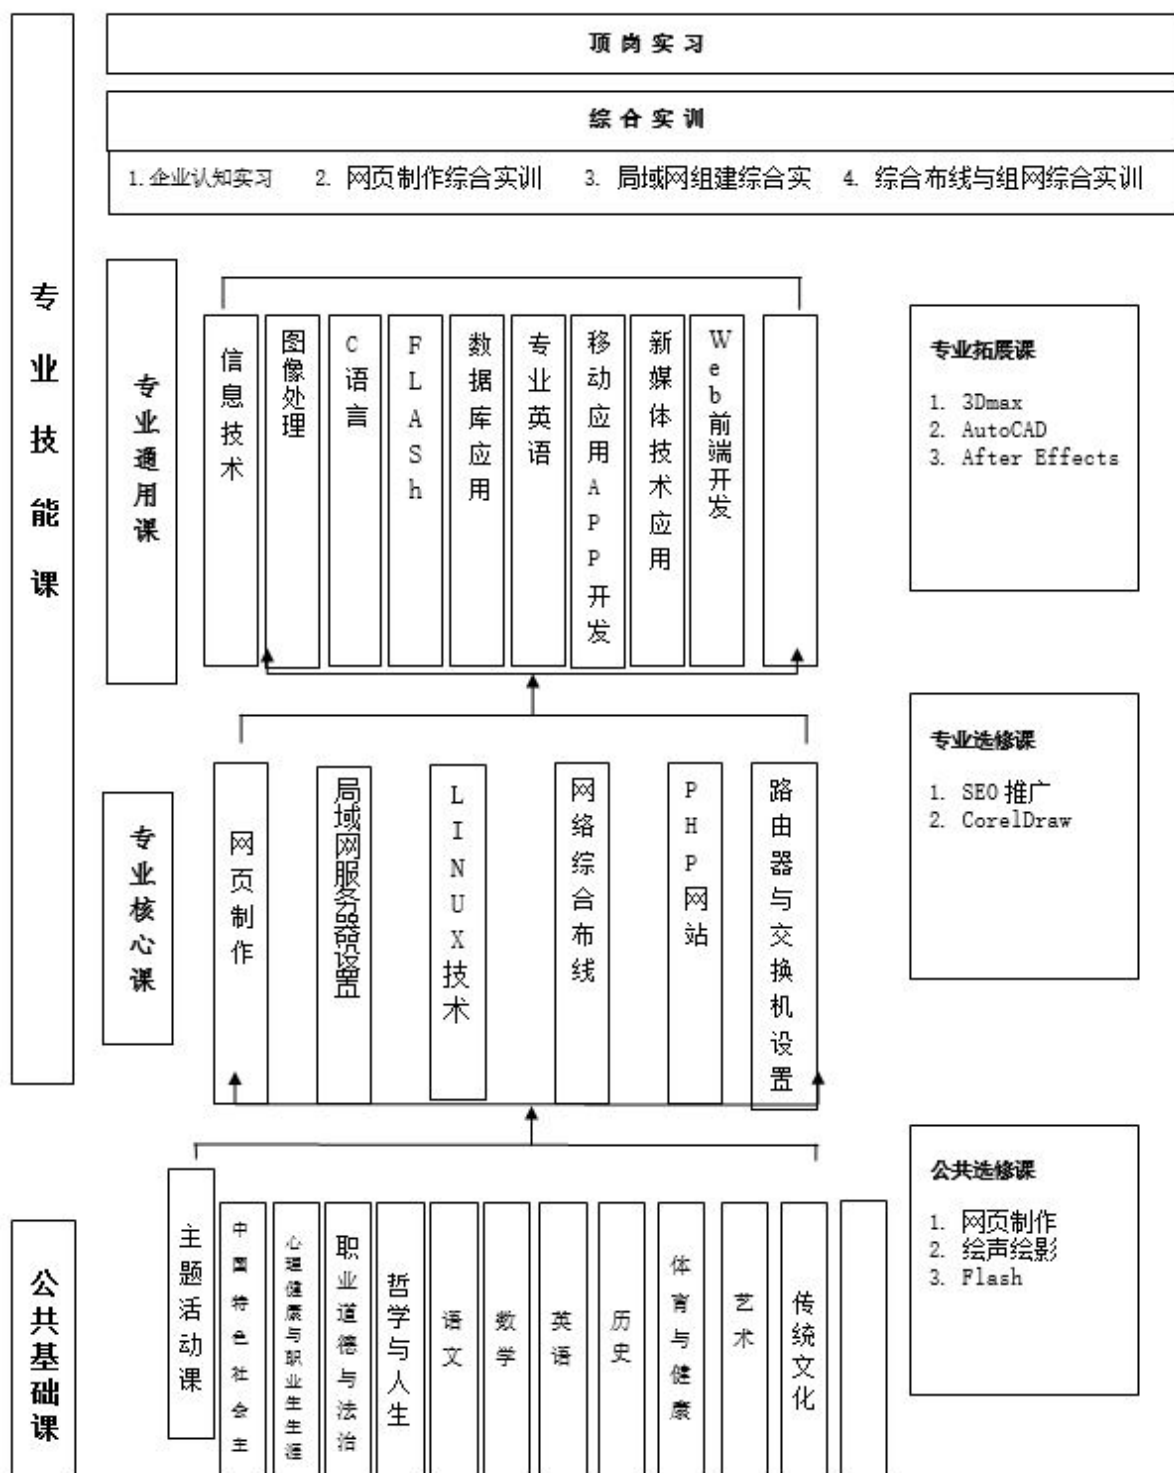 顶岗实习
综合实训
1.企业认知实习 2. 网页制作综合实训 3. 局域网组建综合实 4. 综合布线与组网综合实训
专业技能课
专业通用课
信息技术
图像处理
C语言
FLASh
数据库应用
专业英语
移动应用APP开发
新媒体技术应用
Web前端开发
专业拓展课
1. 3Dmax
2. AutoCAD
3. After Effects
专业核心课
网页制作
局域网服务器设置
LINUX技术
网络综合布线
PHP网站
路由器与交换机设置
专业选修课
1. SEO 推广
2. CorelDraw
公共基础课
主题活动课
中国特色社会主
心理健康与职业生生涯
职业道德与法治
哲学与人生
语文
数学
英语
历史
体育与健康
艺术
传统文化
公共选修课
1. 网页制作
2. 绘声绘影
3. Flash